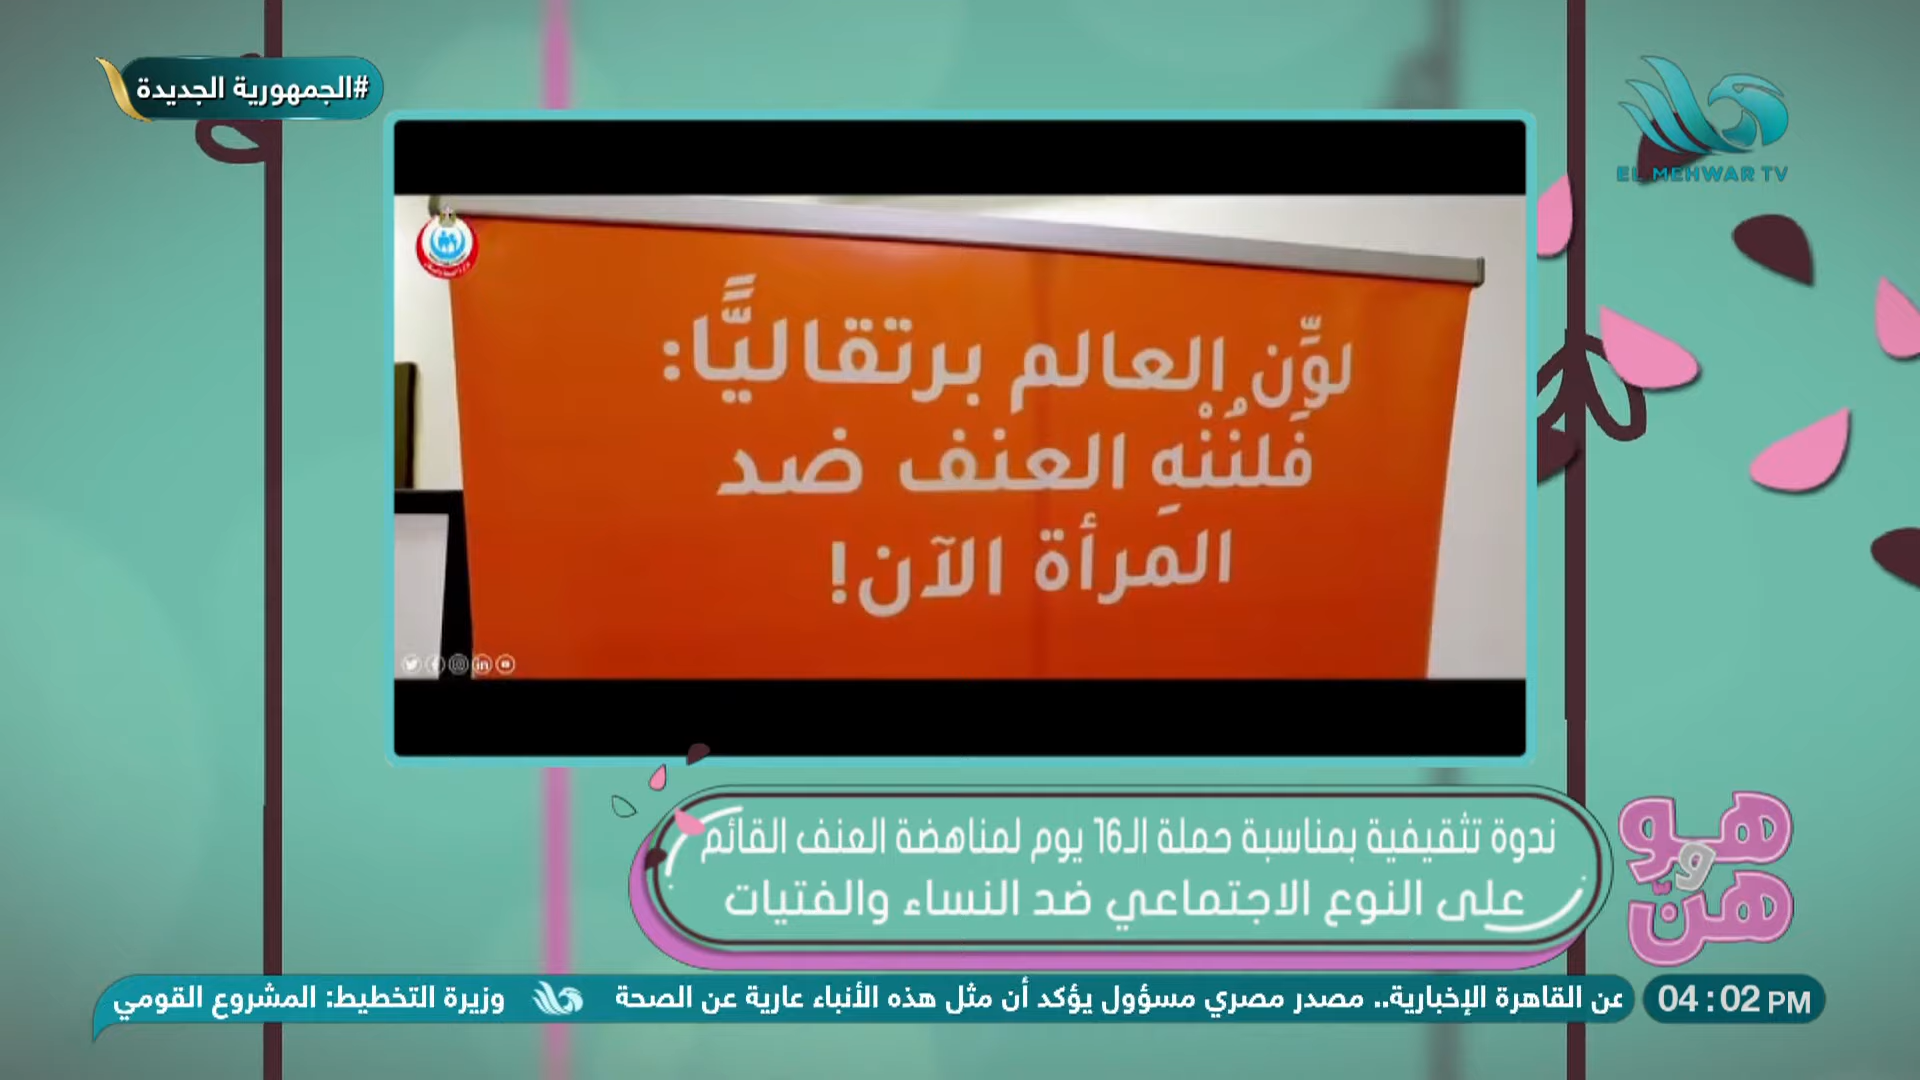 #الجمهورية الجديدة
EL MEHWAR TV
لوِّن العالم برتقاليًّا:
فَلنُنْهِ العنف ضد
المرأة الآن!
ندوة تثقيفية بمناسبة حملة الـ16 يوم لمناهضة العنف القائم
على النوع الاجتماعي ضد النساء والفتيات
هو
و
هنّ
عن القاهرة الإخبارية.. مصدر مصري مسؤول يؤكد أن مثل هذه الأنباء عارية عن الصحة
وزيرة التخطيط: المشروع القومي
04:02 PM